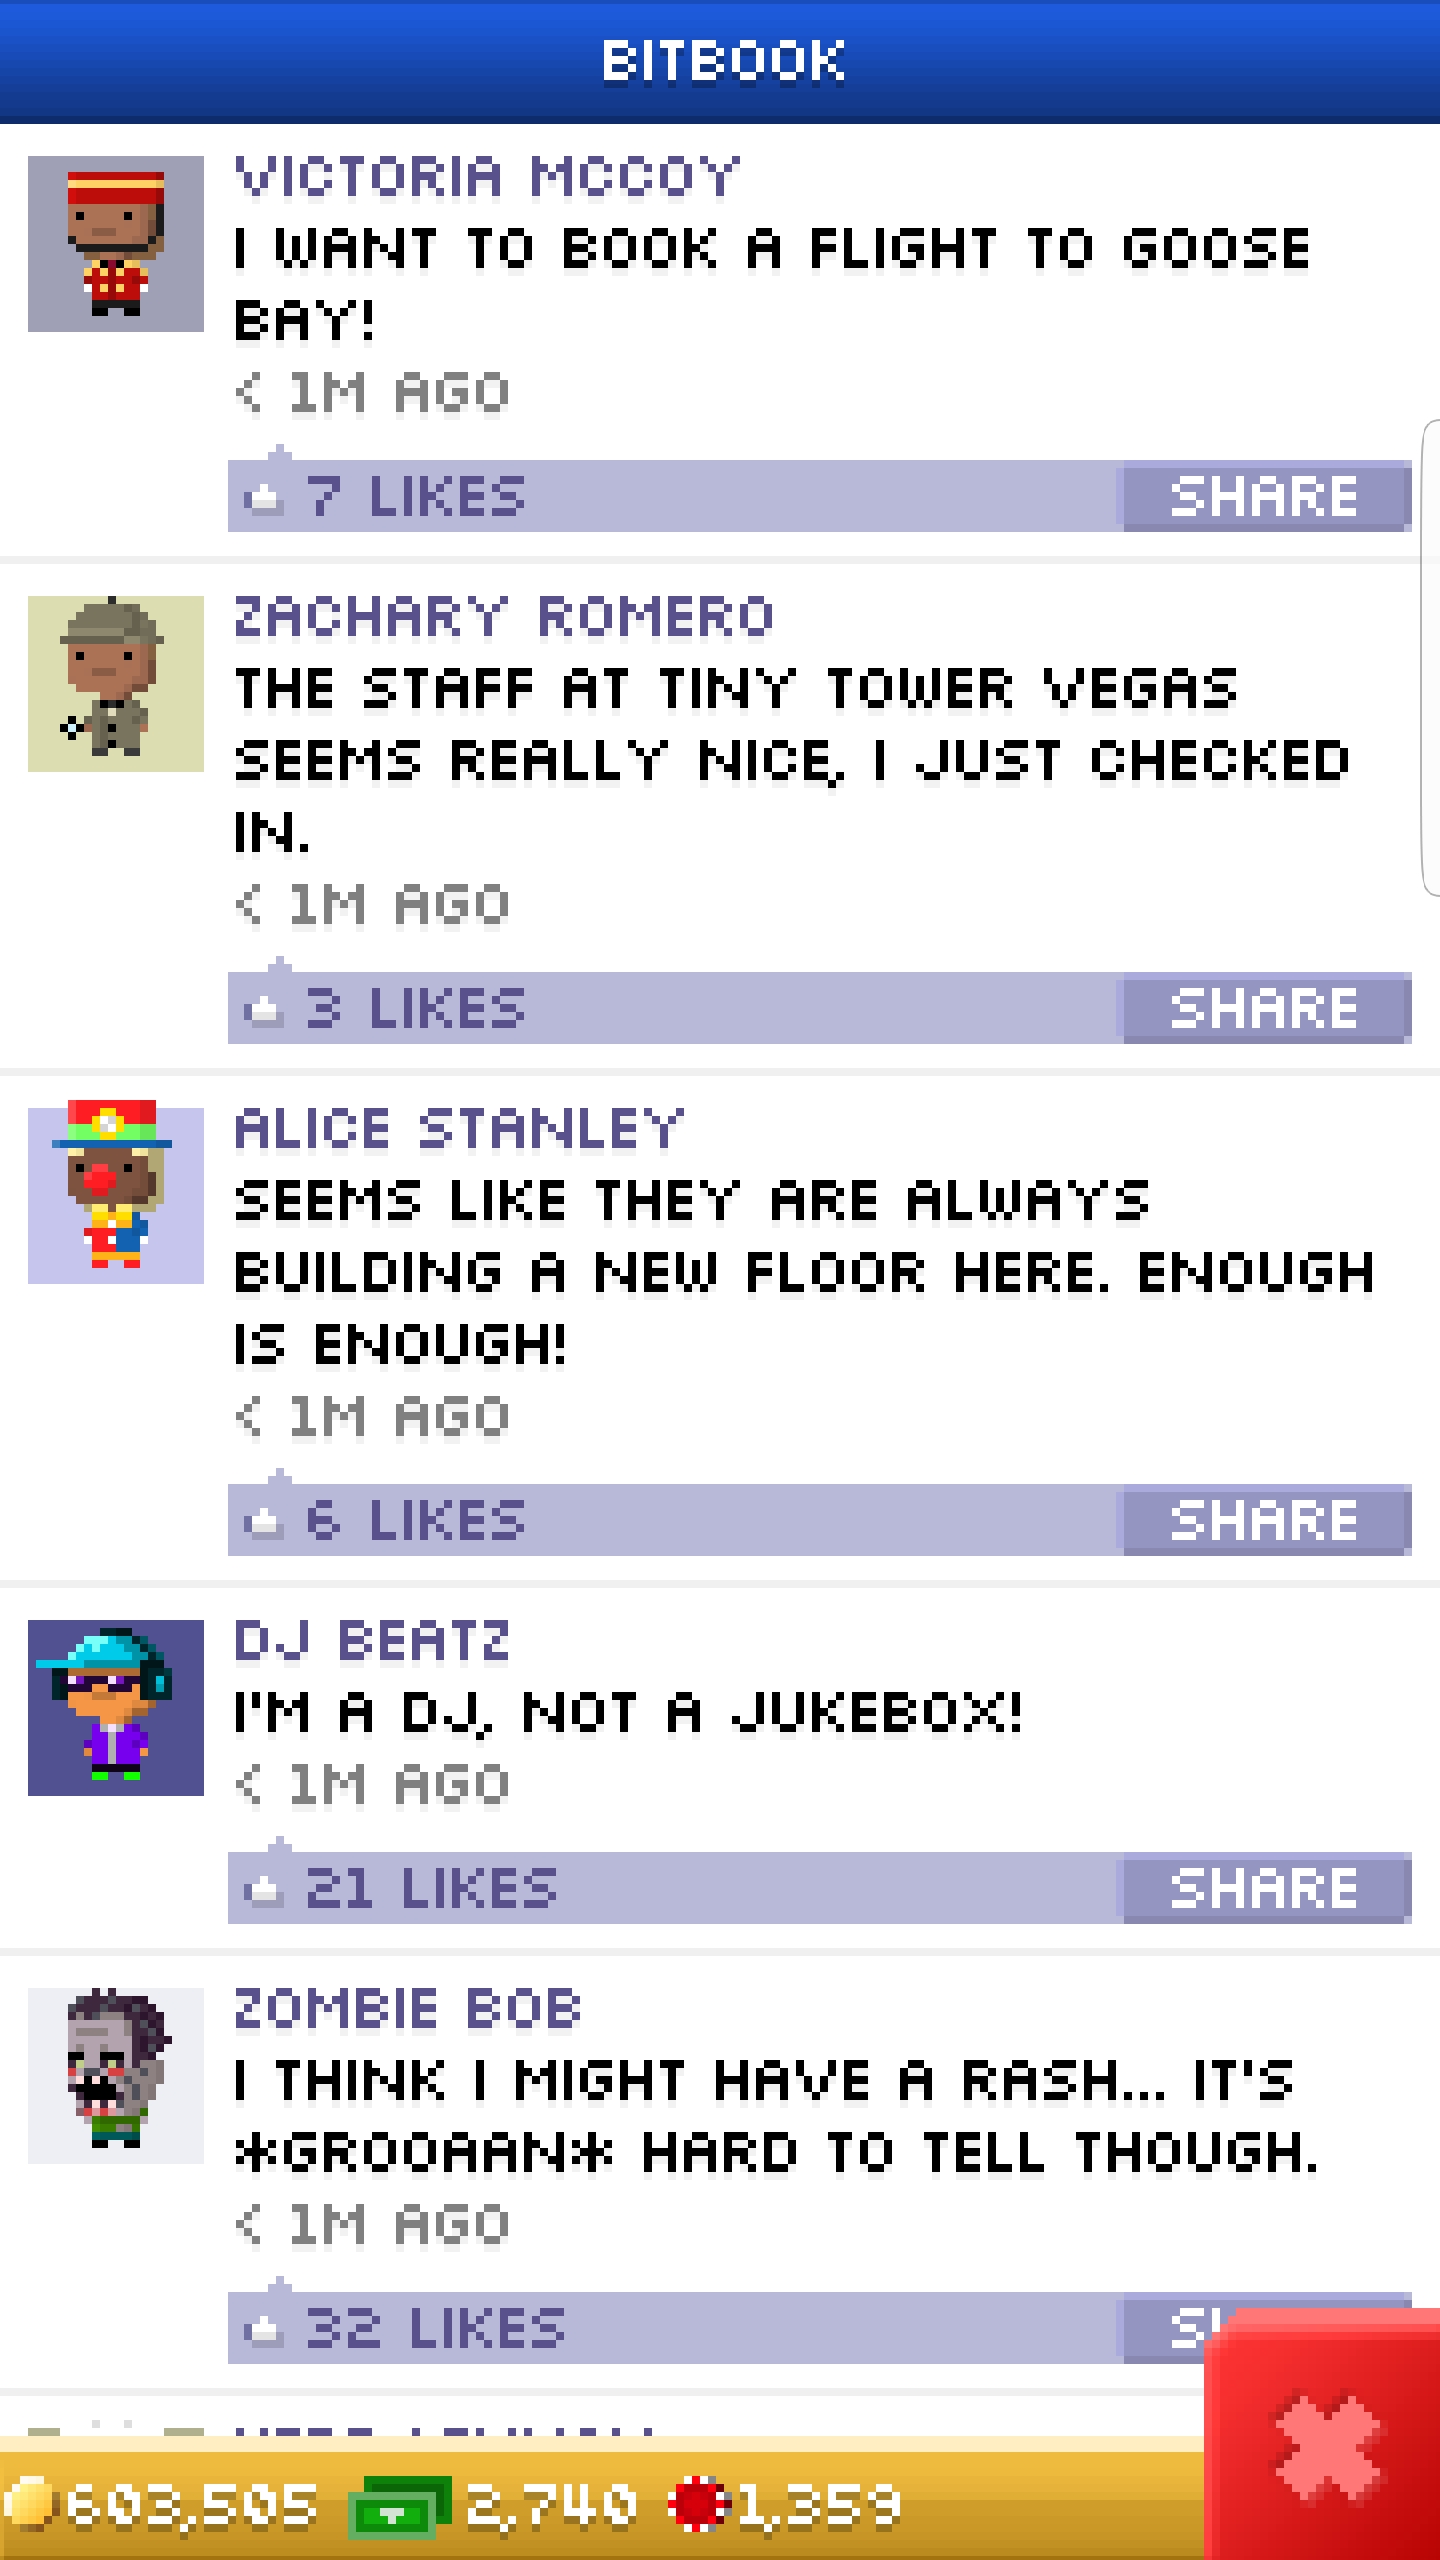 BITBOOK
VICTORIA MCCOY
I WANT TO BOOK A FLIGHT TO GOOSE
BAY!
< 1M AGO
7 LIKES
SHARE
ZACHARY ROMERO
THE STAFF AT TINY TOWER VEGAS
SEEMS REALLY NICE, I JUST CHECKED
IN.
< 1M AGO
3 LIKES
SHARE
ALICE STANLEY
SEEMS LIKE THEY ARE ALWAYS
BUILDING A NEW FLOOR HERE. ENOUGH
IS ENOUGH!
< 1M AGO
6 LIKES
SHARE
DJ BEATZ
I'M A DJ, NOT A JUKEBOX!
< 1M AGO
21 LIKES
SHARE
ZOMBIE BOB
I THINK I MIGHT HAVE A RASH... IT'S
*GROOAAN* HARD TO TELL THOUGH.
< 1M AGO
32 LIKES
603,505 2,740 1,359